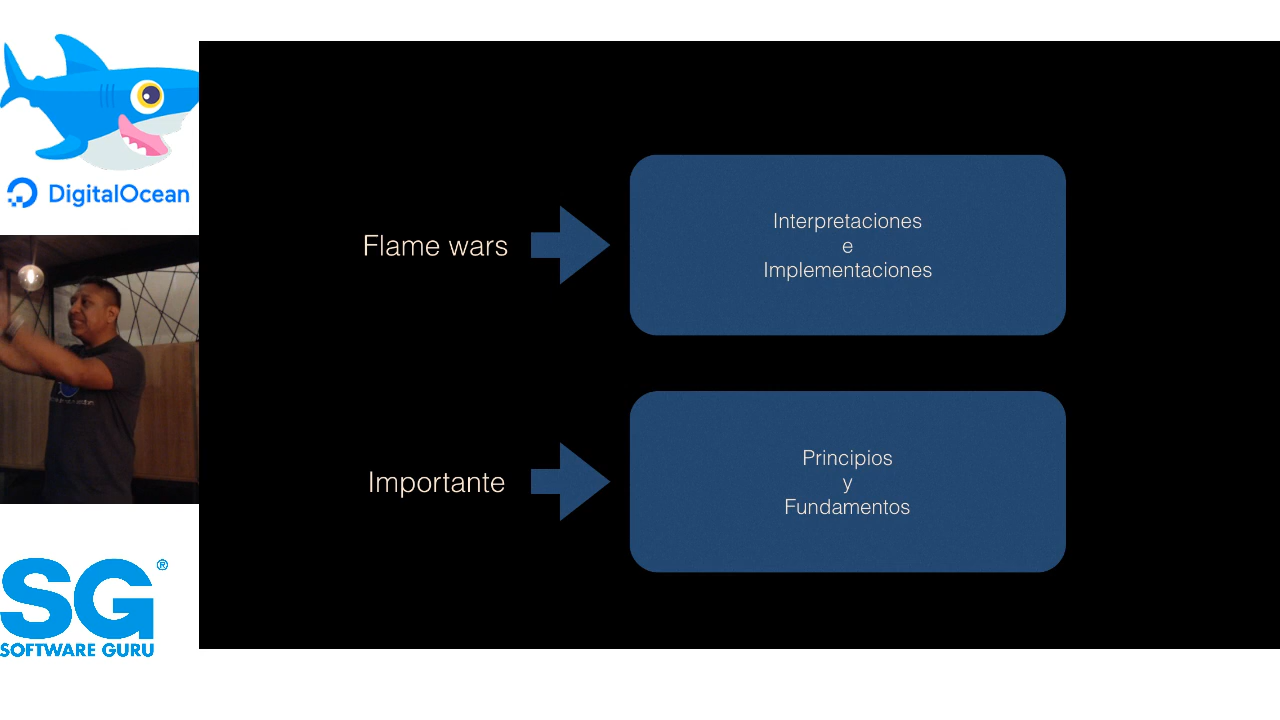 DigitalOcean
Flame wars
Interpretaciones
e
Implementaciones
Importante
Principios
y
Fundamentos
SG®
SOFTWARE GURU